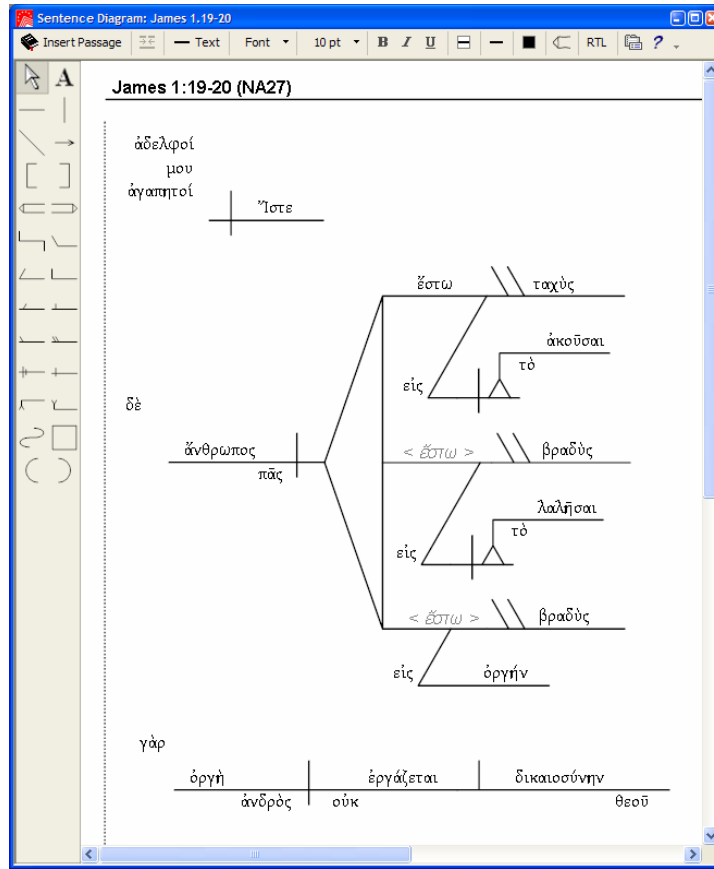 Sentence Diagram: James 1.19-20
Insert Passage Text Font 10 pt B I U RTL ?
A
James 1:19-20 (NA27)
ἀδελφοί
μου
ἀγαπητοί
Ἴστε
ἔστω ταχὺς
ἀκοῦσαι
τὸ
εἰς
δὲ
ἄνθρωπος < ἔστω > βραδὺς
πᾶς
λαλῆσαι
τὸ
εἰς
< ἔστω > βραδὺς
εἰς ὀργήν
γὰρ
ὀργὴ ἐργάζεται δικαιοσύνην
ἀνδρὸς οὐκ θεοῦ